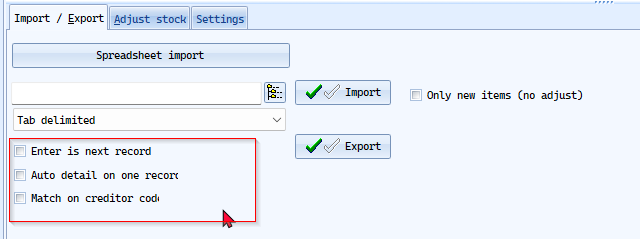 Import / Export Adjust stock Settings
Spreadsheet import
Import Only new items (no adjust)
Tab delimited
Export
Enter is next record
Auto detail on one record
Match on creditor code